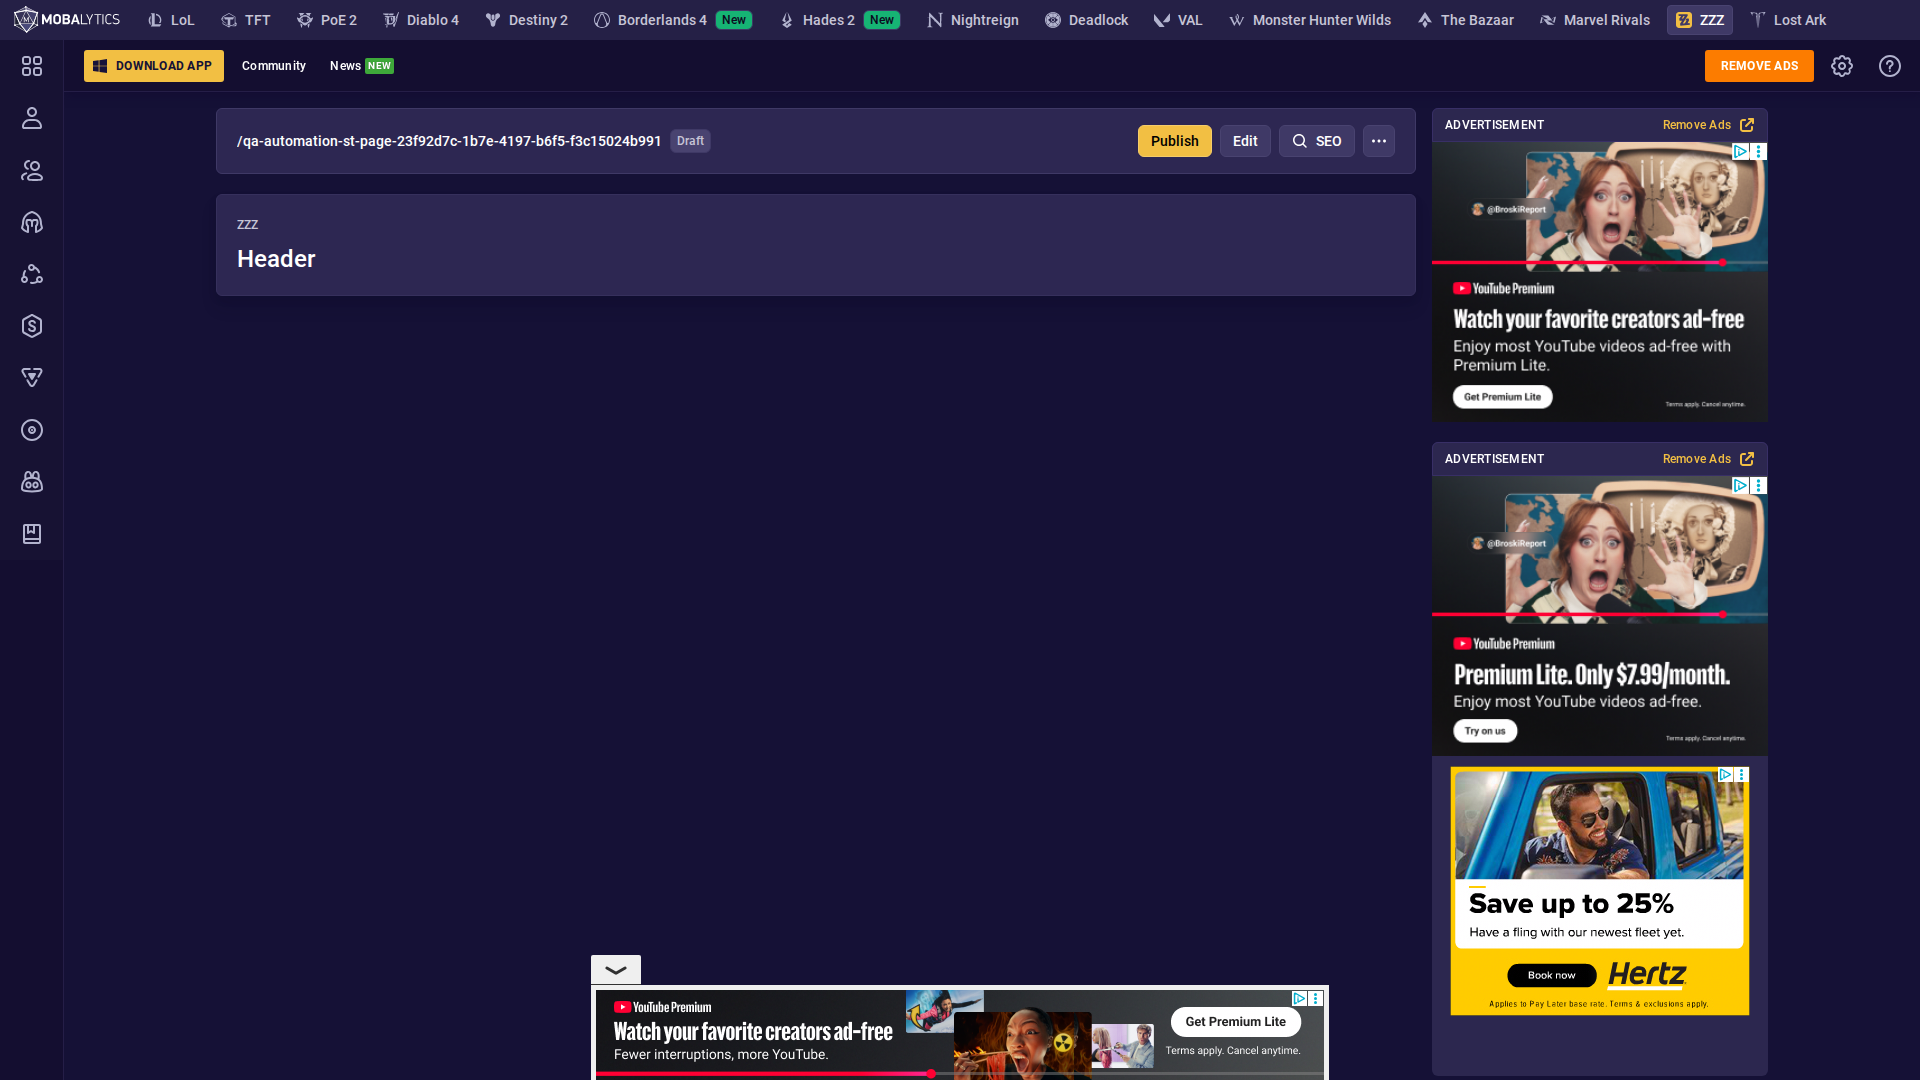 MOBALYTICS
LoL
TFT
PoE 2
Diablo 4
Destiny 2
Borderlands 4 New
Hades 2 New
Nightreign
Deadlock
VAL
Monster Hunter Wilds
The Bazaar
Marvel Rivals
ZZZ
Lost Ark
DOWNLOAD APP
Community
News NEW
REMOVE ADS
/qa-automation-st-page-23f92d7c-1b7e-4197-b6f5-f3c15024b991 Draft
Publish
Edit
SEO
ZZZ
Header
ADVERTISEMENT
Remove Ads
@BroskiReport
YouTube Premium
Watch your favorite creators ad-free
Enjoy most YouTube videos ad-free with
Premium Lite.
Get Premium Lite
Terms apply. Cancel anytime.
ADVERTISEMENT
Remove Ads
@BroskiReport
YouTube Premium
Premium Lite. Only $7.99/month.
Enjoy most YouTube videos ad-free.
Try on us
Terms apply. Cancel anytime.
Save up to 25%
Have a fling with our newest fleet yet.
Book now
Hertz
Applies to Pay Later base rate. Terms & exclusions apply.
YouTube Premium
Watch your favorite creators ad-free
Fewer interruptions, more YouTube.
Get Premium Lite
Terms apply. Cancel anytime.